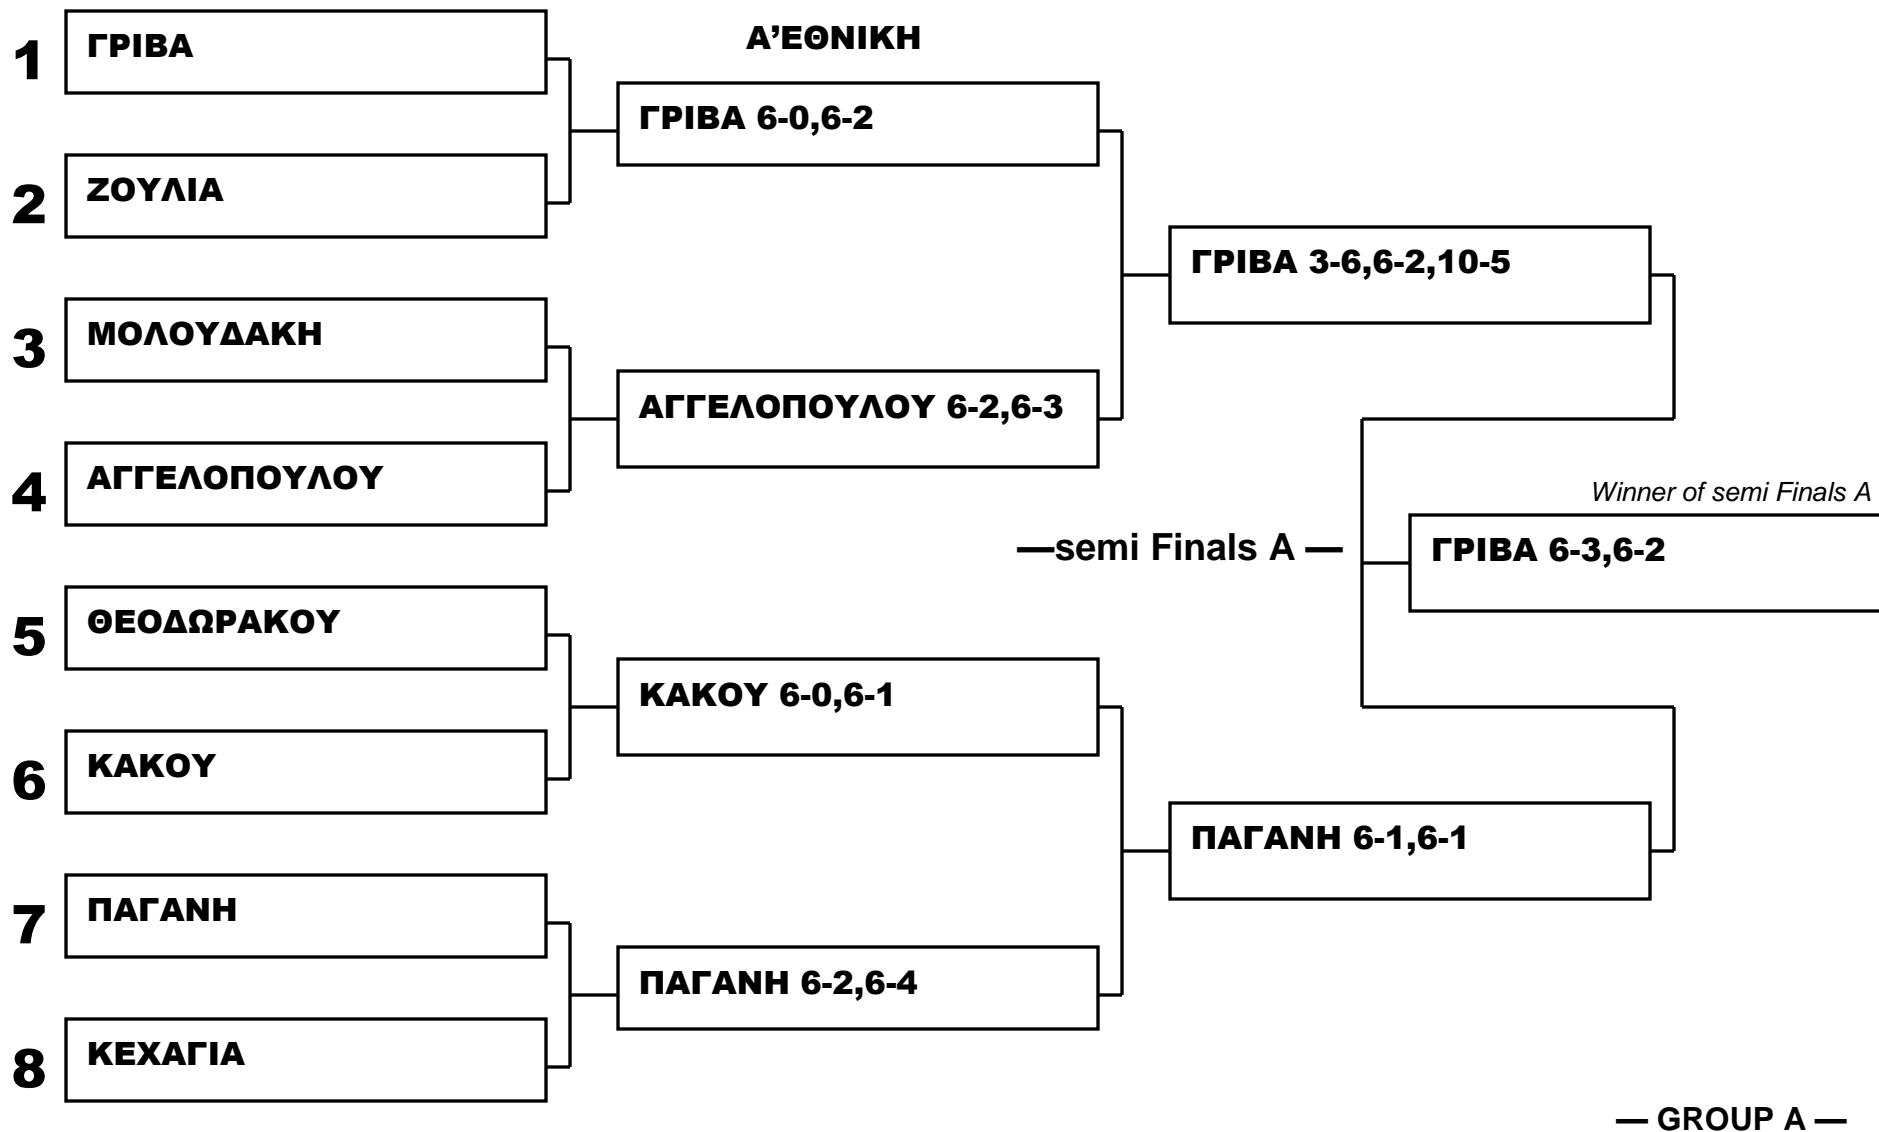 Α’ΕΘΝΙΚΗ
1 ΓΡΙΒΑ
ΓΡΙΒΑ 6-0,6-2
2 ΖΟΥΛΙΑ
ΓΡΙΒΑ 3-6,6-2,10-5
3 ΜΟΛΟΥΔΑΚΗ
ΑΓΓΕΛΟΠΟΥΛΟΥ 6-2,6-3
4 ΑΓΓΕΛΟΠΟΥΛΟΥ
Winner of semi Finals A
—semi Finals A —
ΓΡΙΒΑ 6-3,6-2
5 ΘΕΟΔΩΡΑΚΟΥ
ΚΑΚΟΥ 6-0,6-1
6 ΚΑΚΟΥ
ΠΑΓΑΝΗ 6-1,6-1
7 ΠΑΓΑΝΗ
ΠΑΓΑΝΗ 6-2,6-4
8 ΚΕΧΑΓΙΑ
— GROUP A —